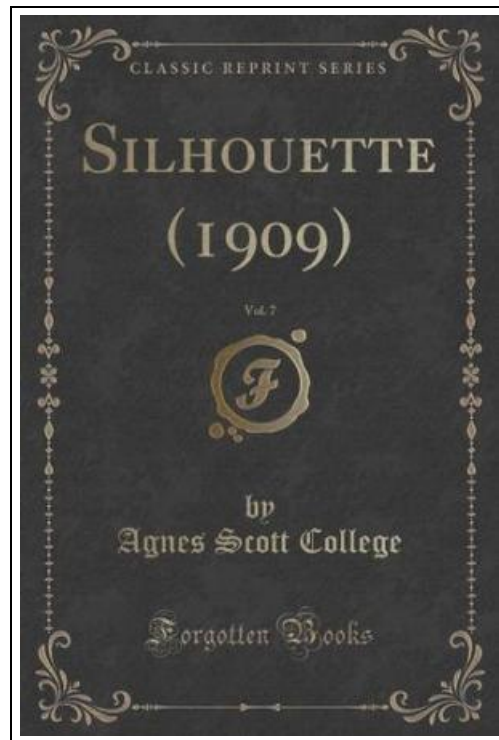 CLASSIC REPRINT SERIES
SILHOUETTE
(1909)
Vol. 7
F
by
Agnes Scott College
Forgotten Books